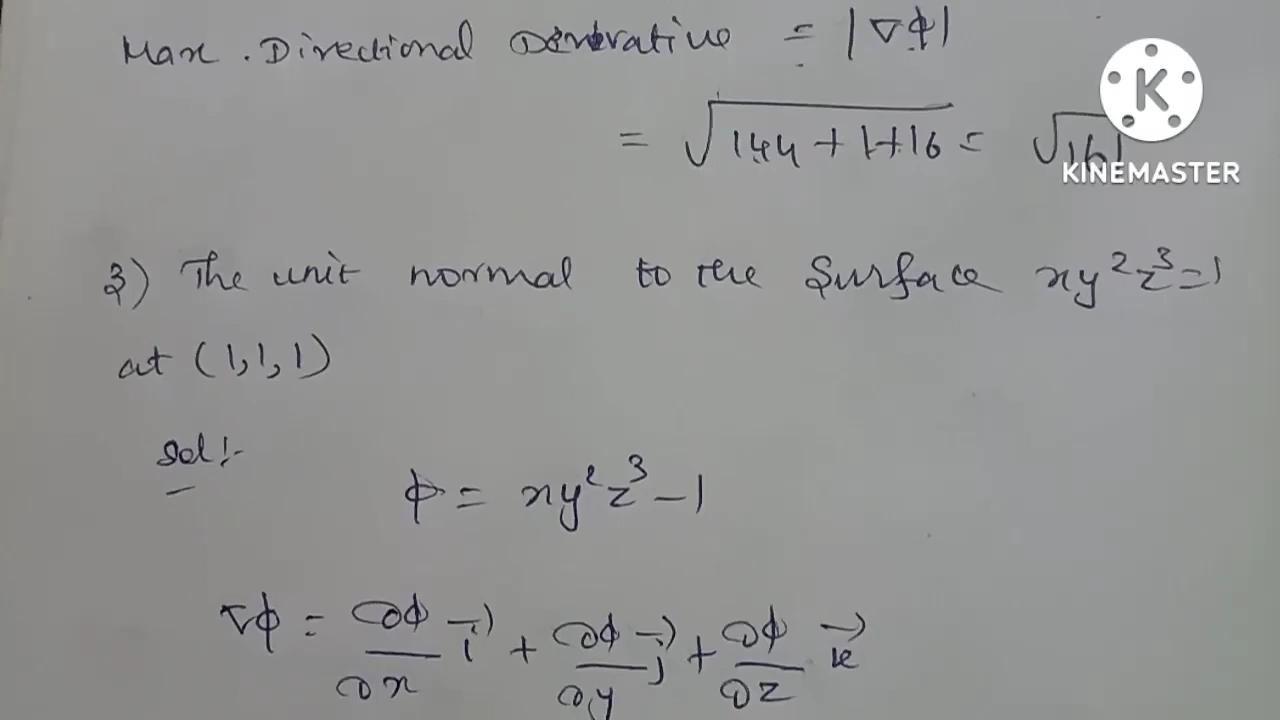 Max. Directional Derivative = |∇ϕ|
= √144+1+16 = √161
K
KINEMASTER
3) The unit normal to the Surface xy²z³=1
at (1,1,1)
Sol:-
ϕ = xy²z³-1
∇ϕ = ∂ϕ/∂x i⃗ + ∂ϕ/∂y j⃗ + ∂ϕ/∂z k⃗